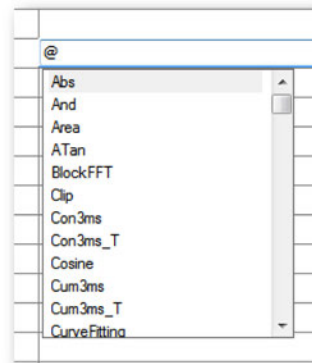 @
Abs
And
Area
ATan
BlockFFT
Clip
Con3ms
Con3ms_T
Cosine
Cum3ms
Cum3ms_T
CurveFitting